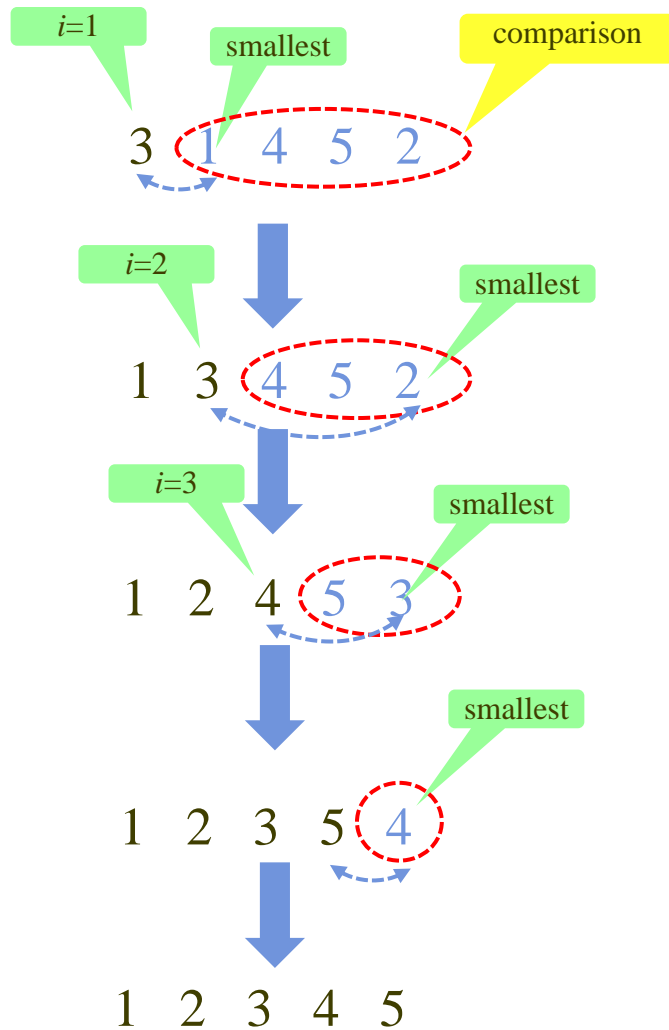 i=1
smallest
comparison
3 1 4 5 2
i=2
smallest
1 3 4 5 2
i=3
smallest
1 2 4 5 3
smallest
1 2 3 5 4
1 2 3 4 5